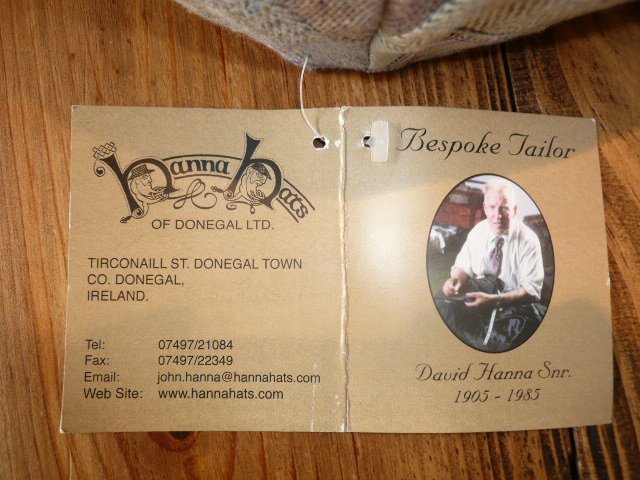 Hanna Hats
OF DONEGAL LTD.
TIRCONAILL ST. DONEGAL TOWN
CO. DONEGAL,
IRELAND.
Tel: 07497/21084
Fax: 07497/22349
Email: john.hanna@hannahats.com
Web Site: www.hannahats.com
Bespoke Tailor
David Hanna Snr.
1905 - 1985